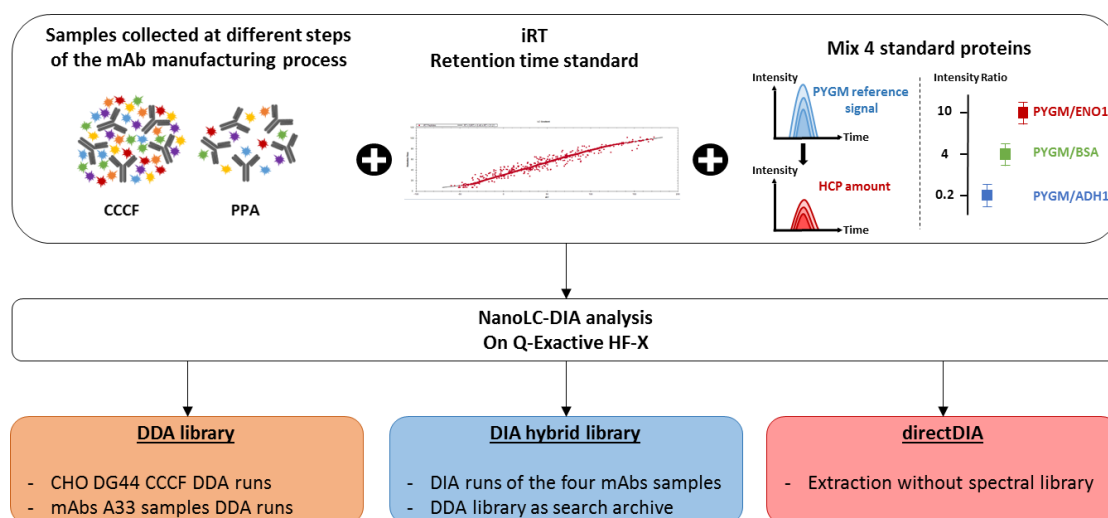 Samples collected at different steps
of the mAb manufacturing process
CCCF
PPA
iRT
Retention time standard
Mix 4 standard proteins
Intensity
PYGM reference
signal
Time
Intensity
HCP amount
Time
Intensity Ratio
10
PYGM/ENO1
4
PYGM/BSA
0.2
PYGM/ADH1
NanoLC-DIA analysis
On Q-Exactive HF-X
DDA library
- CHO DG44 CCCF DDA runs
- mAbs A33 samples DDA runs
DIA hybrid library
- DIA runs of the four mAbs samples
- DDA library as search archive
directDIA
- Extraction without spectral library